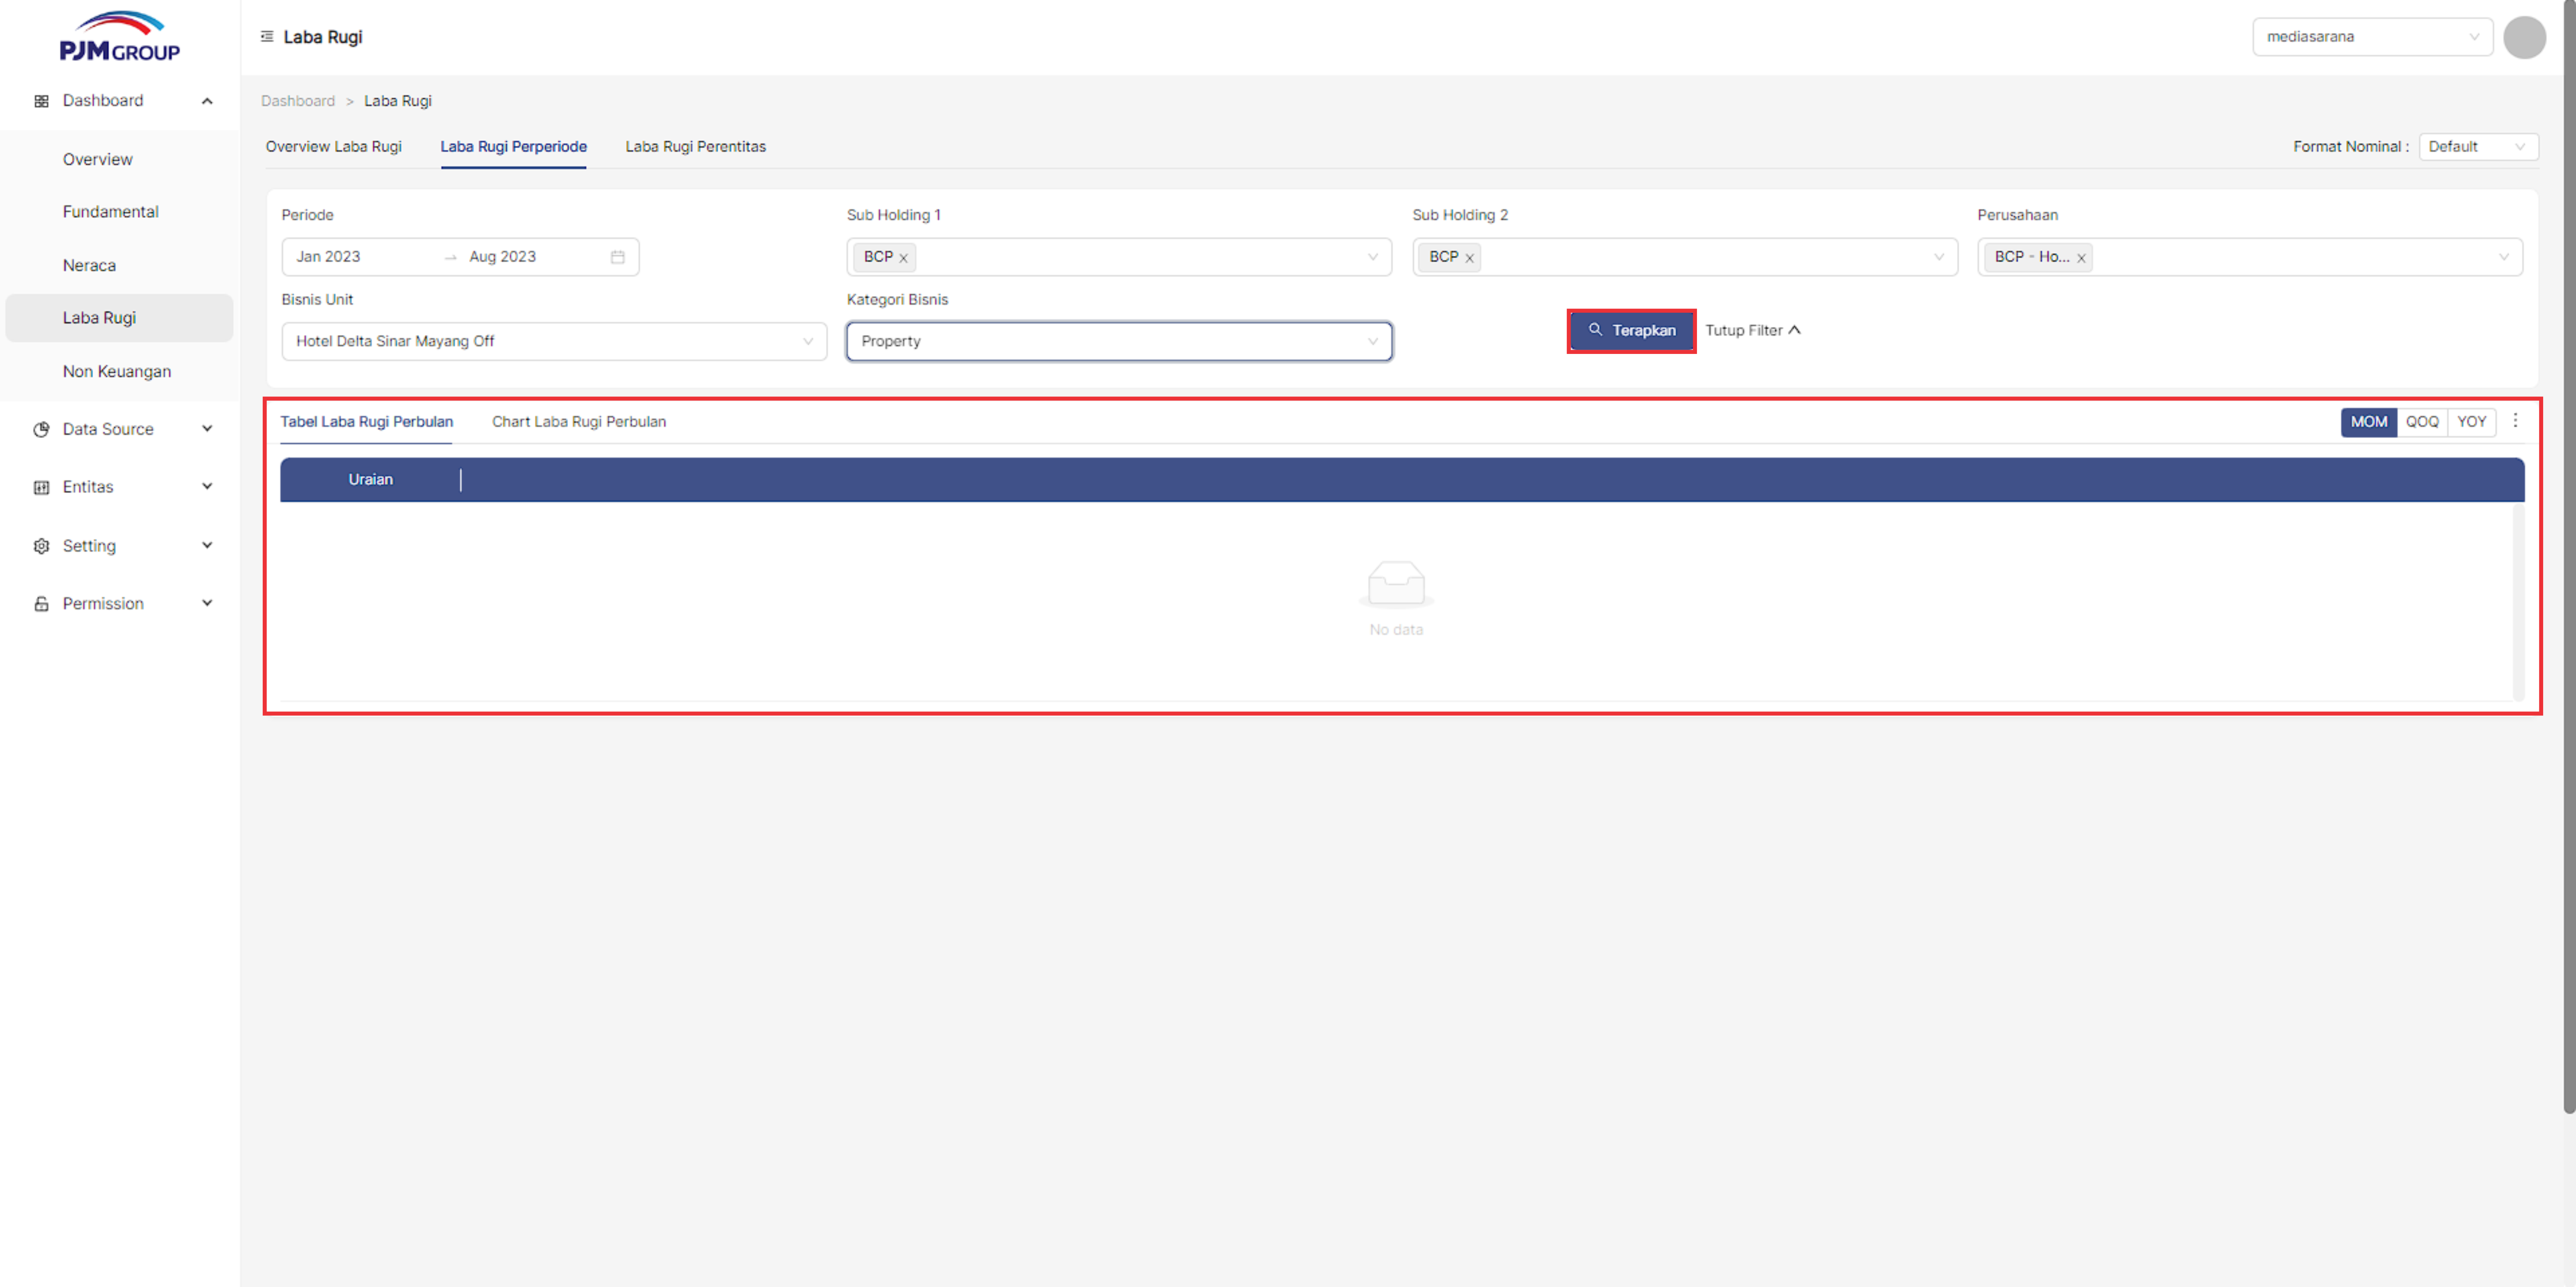 PJM GROUP
Laba Rugi
mediasarana
Dashboard
Overview
Fundamental
Neraca
Laba Rugi
Non Keuangan
Data Source
Entitas
Setting
Permission
Dashboard > Laba Rugi
Overview Laba Rugi Laba Rugi Perperiode Laba Rugi Perentitas
Format Nominal : Default
Periode Sub Holding 1 Sub Holding 2 Perusahaan
Jan 2023 → Aug 2023 BCP x BCP x BCP - Ho... x
Bisnis Unit Kategori Bisnis
Hotel Delta Sinar Mayang Off Property Terapkan Tutup Filter
Tabel Laba Rugi Perbulan Chart Laba Rugi Perbulan MOM QOQ YOY
Uraian
No data